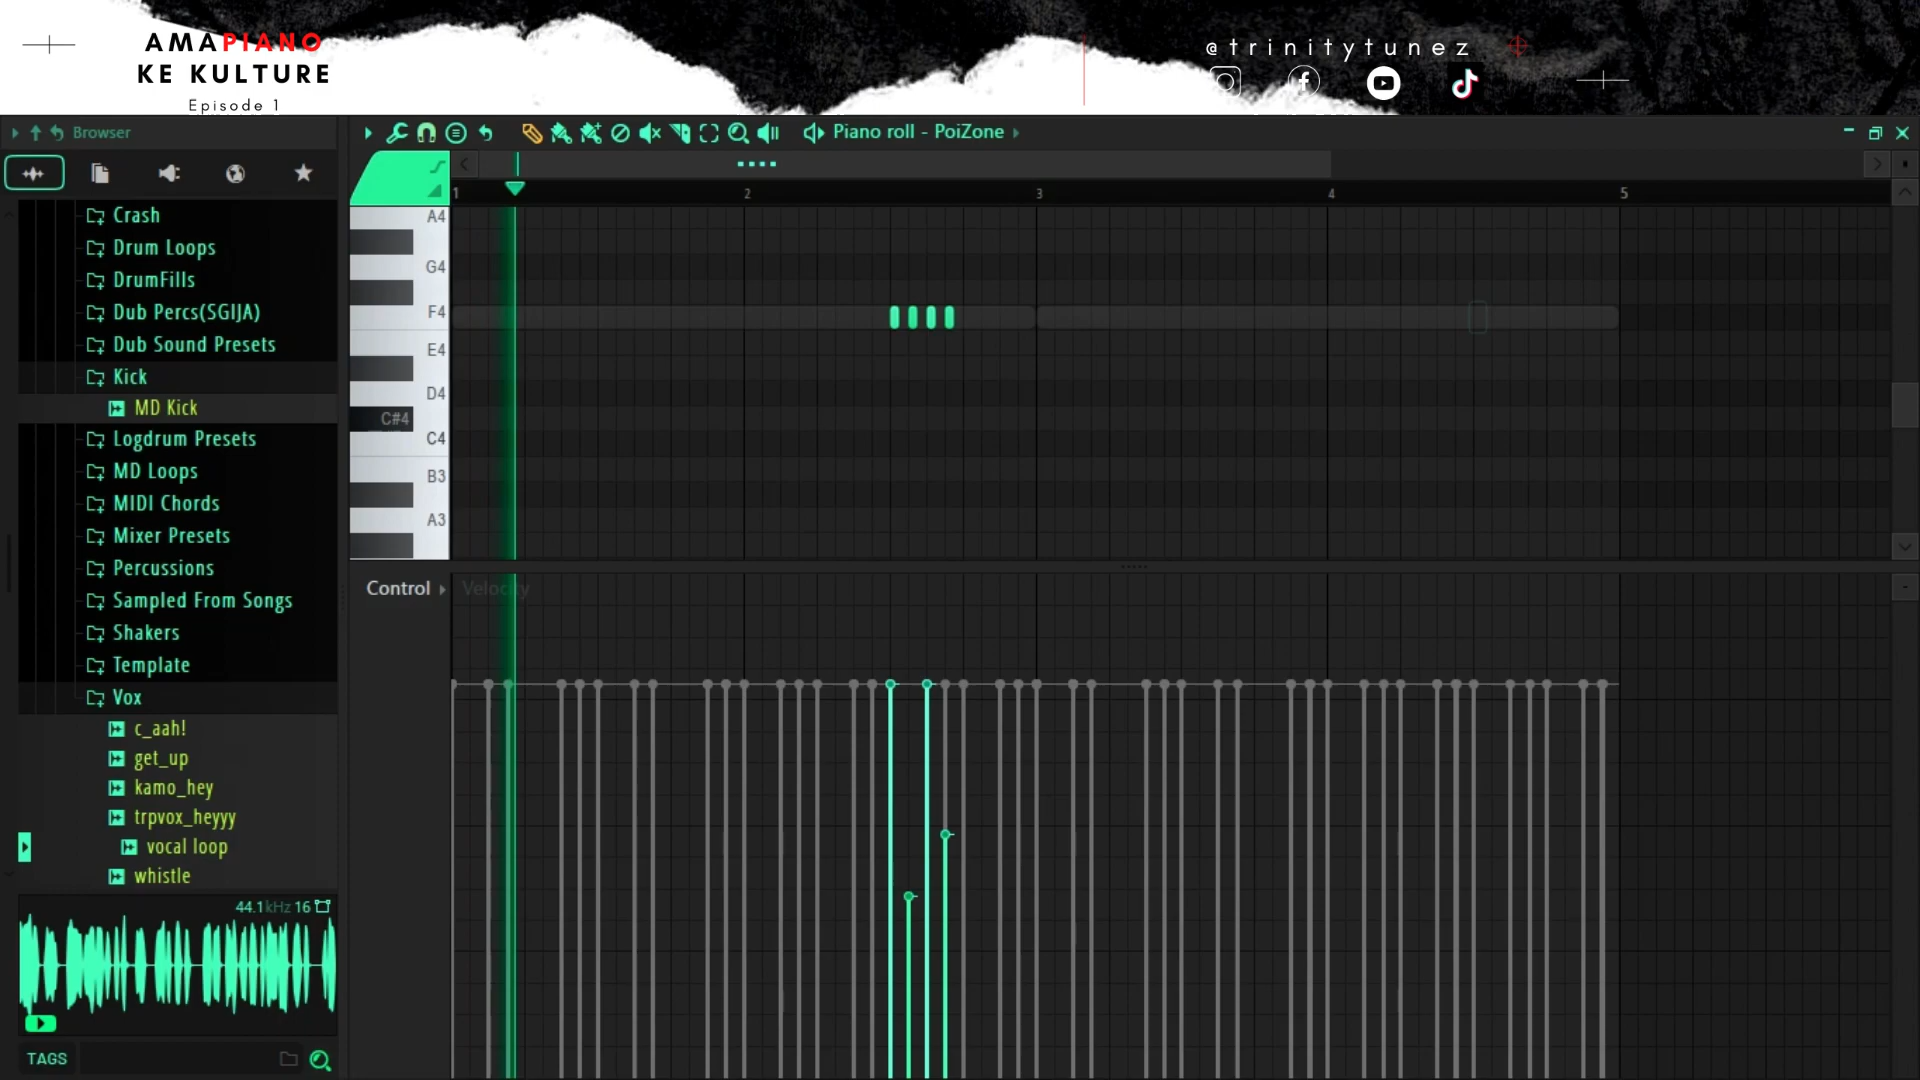 AMAPIANO
KE KULTURE
Episode 1
@trinitytunez
Browser
Piano roll - PoiZone
1 2 3 4 5
Crash
Drum Loops
DrumFills
Dub Percs(SGIJA)
Dub Sound Presets
Kick
MD Kick
Logdrum Presets
MD Loops
MIDI Chords
Mixer Presets
Percussions
Sampled From Songs
Shakers
Template
Vox
c_aah!
get_up
kamo_hey
trpvox_heyyy
vocal loop
whistle
44.1kHz 16
TAGS
A4
G4
F4
E4
D4
C#4
C4
B3
A3
Control
Velocity